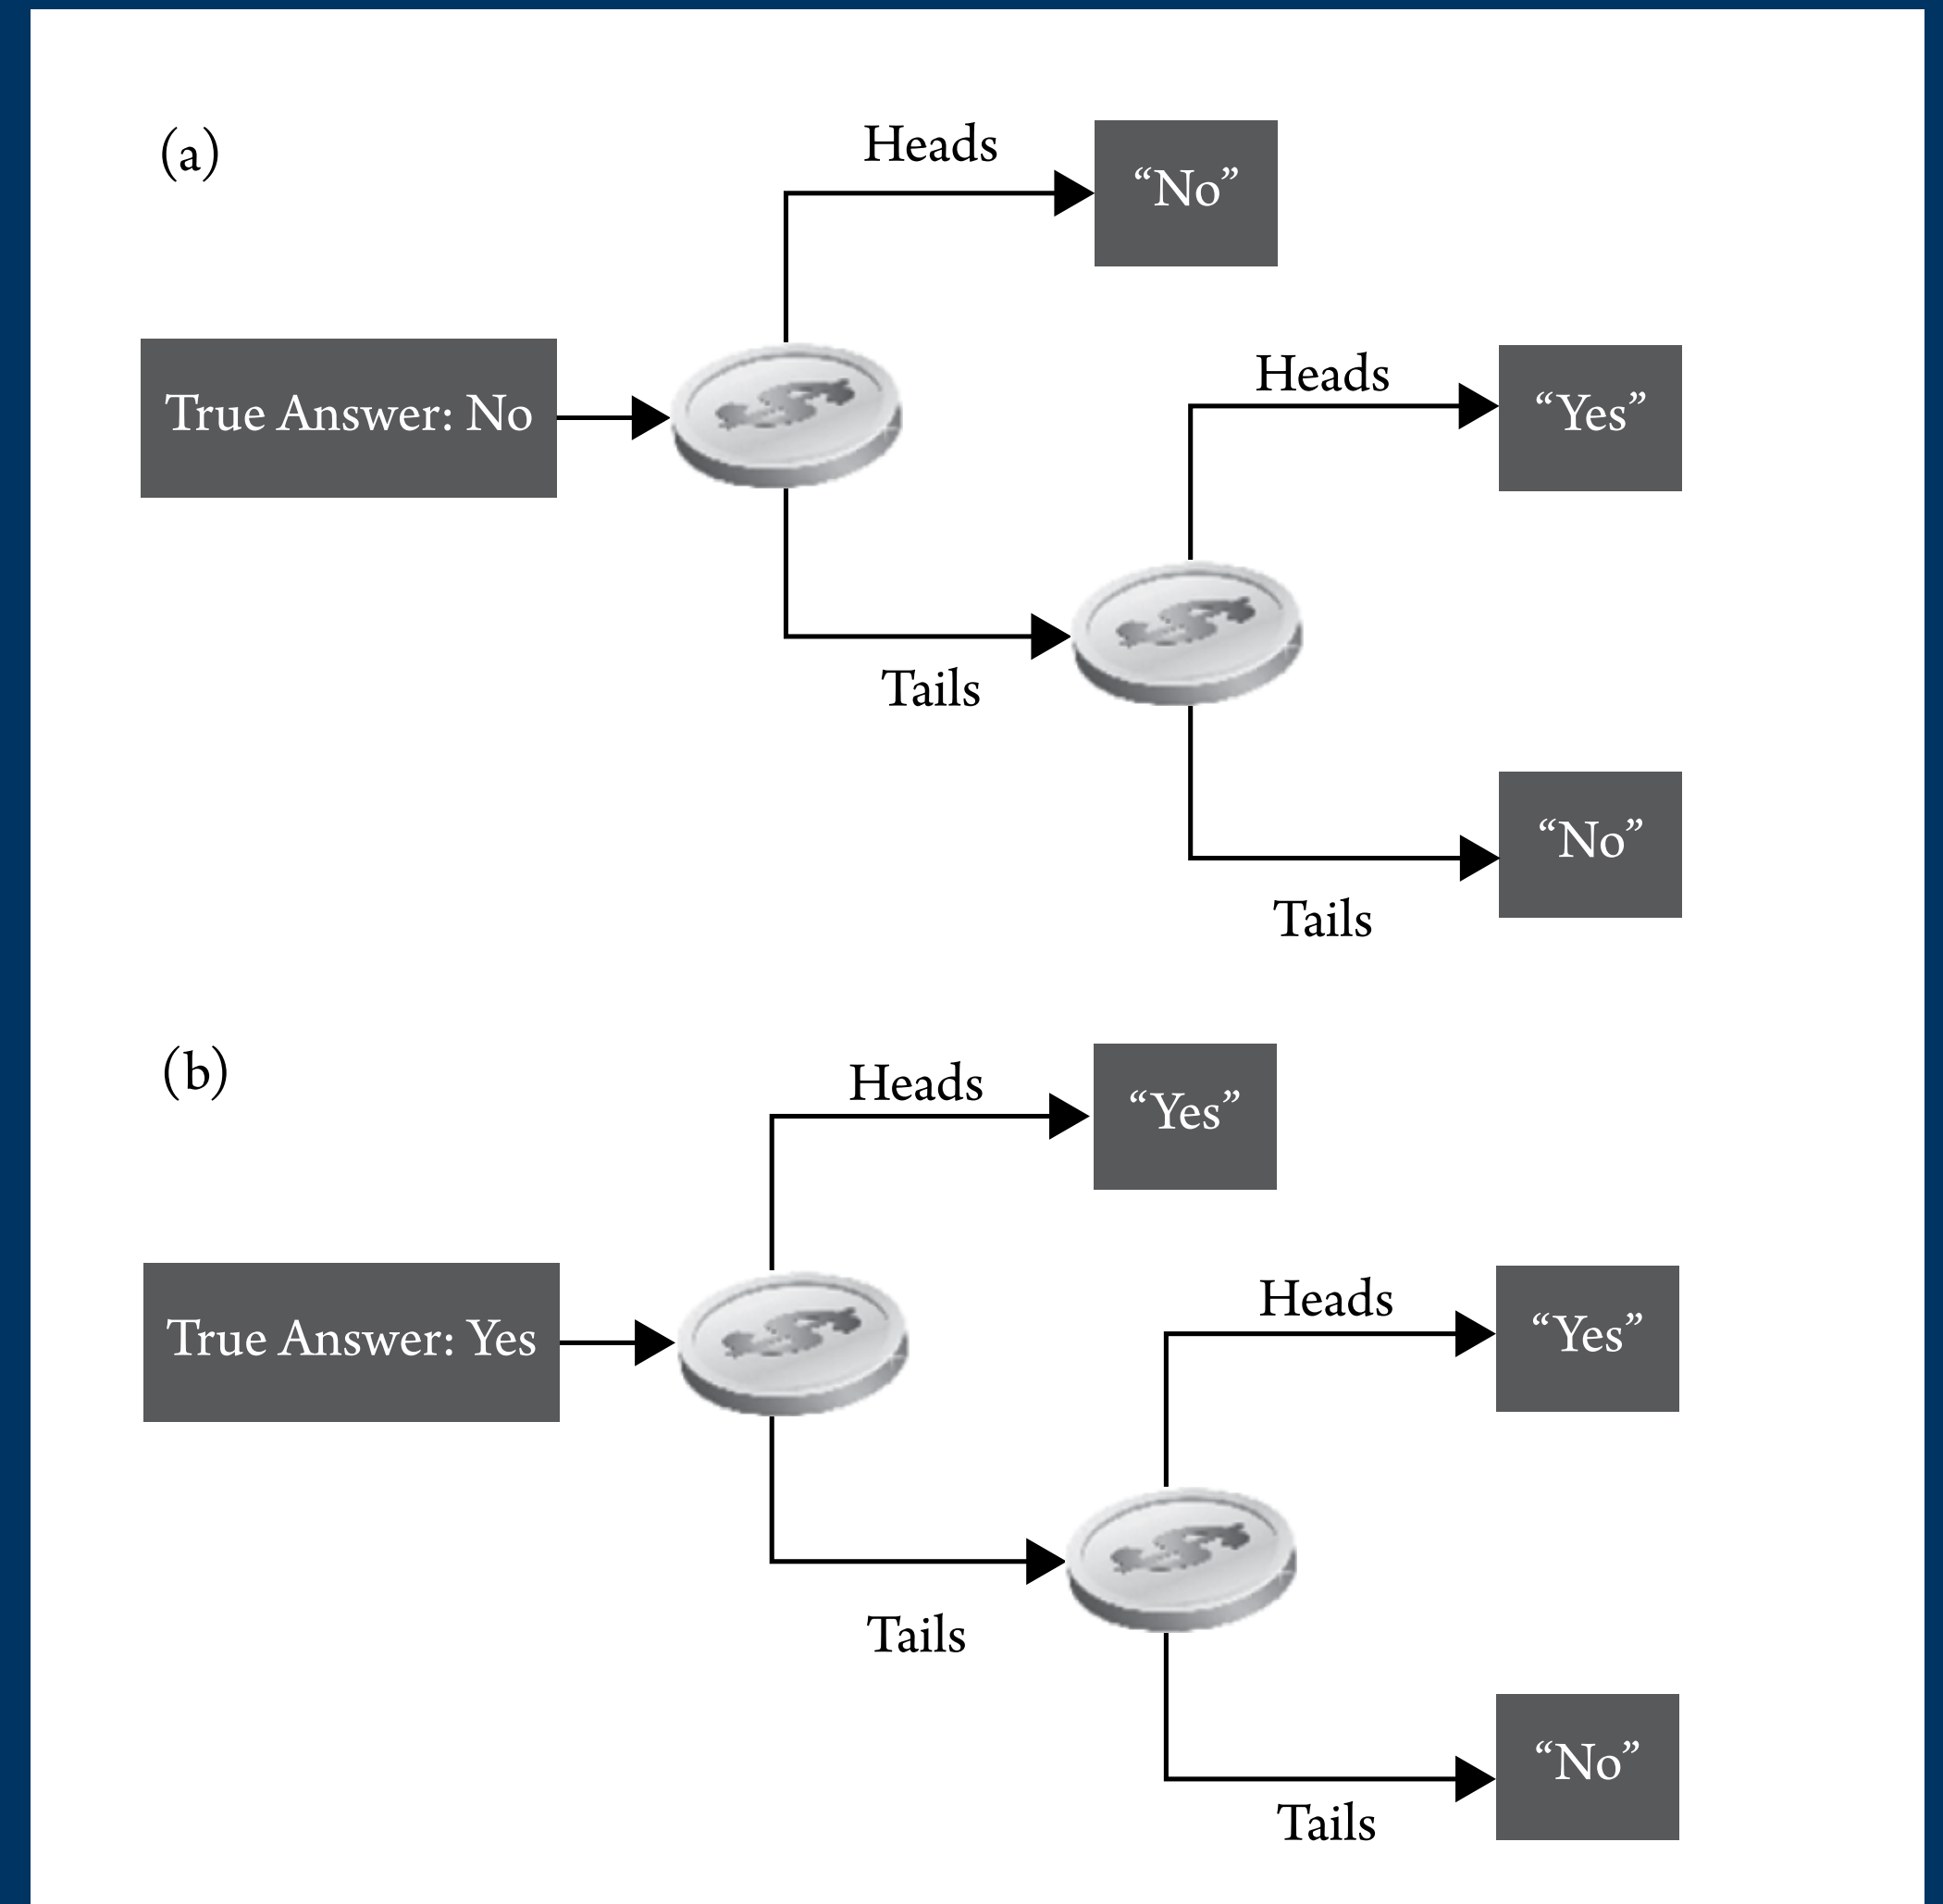 (a)
Heads
“No”
True Answer: No
Heads
“Yes”
Tails
“No”
Tails
(b)
Heads
“Yes”
True Answer: Yes
Heads
“Yes”
Tails
“No”
Tails